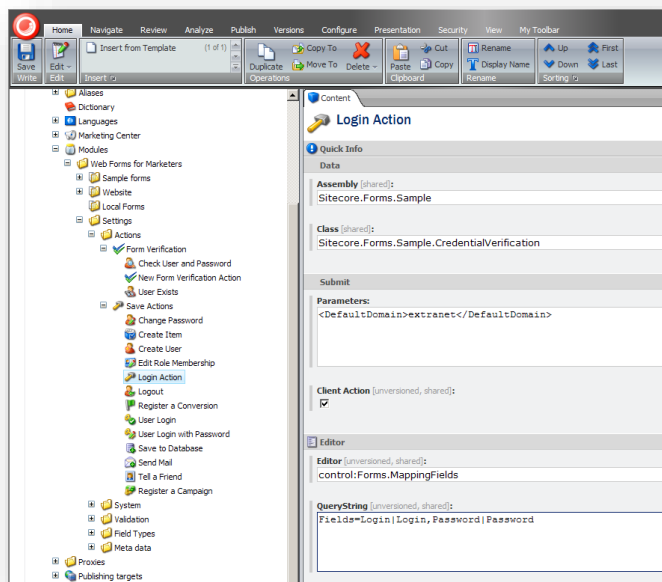 Home Navigate Review Analyze Publish Versions Configure Presentation Security View My Toolbar
Save
Write
Edit
Edit
Insert from Template (1 of 1)
Insert
Duplicate
Copy To
Move To
Delete
Operations
Paste
Cut
Copy
Clipboard
Rename
Display Name
Rename
Up
Down
First
Last
Sorting
Aliases
Dictionary
Languages
Marketing Center
Modules
Web Forms for Marketers
Sample forms
Website
Local Forms
Settings
Actions
Form Verification
Check User and Password
New Form Verification Action
User Exists
Save Actions
Change Password
Create Item
Create User
Edit Role Membership
Login Action
Logout
Register a Conversion
User Login
User Login with Password
Save to Database
Send Mail
Tell a Friend
Register a Campaign
System
Validation
Field Types
Meta data
Proxies
Publishing targets
Content
Login Action
Quick Info
Data
Assembly [shared]:
Sitecore.Forms.Sample
Class [shared]:
Sitecore.Forms.Sample.CredentialVerification
Submit
Parameters:
<DefaultDomain>extranet</DefaultDomain>
Client Action [unversioned, shared]:
Editor
Editor [unversioned, shared]:
control:Forms.MappingFields
QueryString [unversioned, shared]:
Fields=Login|Login,Password|Password